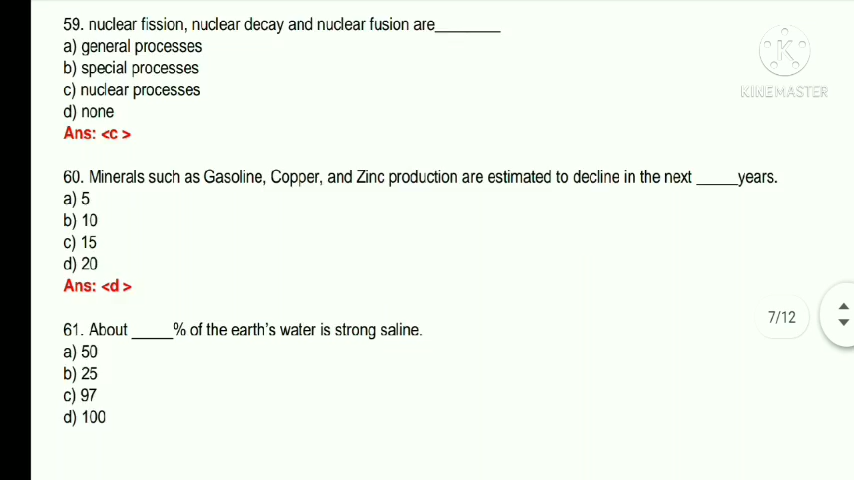 59. nuclear fission, nuclear decay and nuclear fusion are________
a) general processes
b) special processes
c) nuclear processes
d) none
Ans: <c >
60. Minerals such as Gasoline, Copper, and Zinc production are estimated to decline in the next _____years.
a) 5
b) 10
c) 15
d) 20
Ans: <d >
61. About _____% of the earth's water is strong saline.
a) 50
b) 25
c) 97
d) 100
K
KINEMASTER
7/12